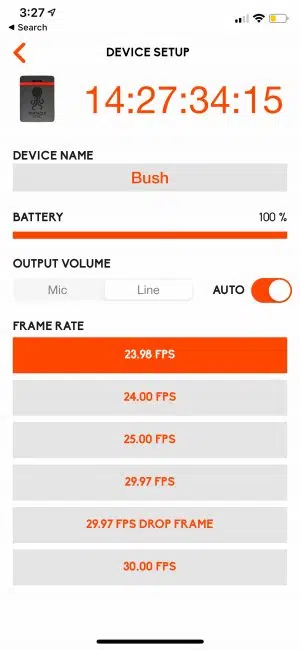 3:27
◀ Search
DEVICE SETUP
14:27:34:15
DEVICE NAME
Bush
BATTERY 100 %
OUTPUT VOLUME
Mic Line AUTO
FRAME RATE
23.98 FPS
24.00 FPS
25.00 FPS
29.97 FPS
29.97 FPS DROP FRAME
30.00 FPS